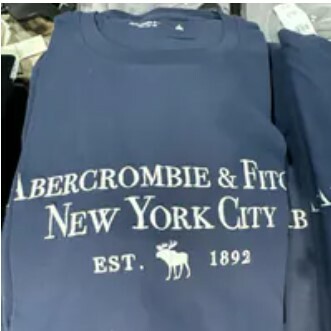 ABERCROMBIE & FITC
NEW YORK CITY
EST. 1892